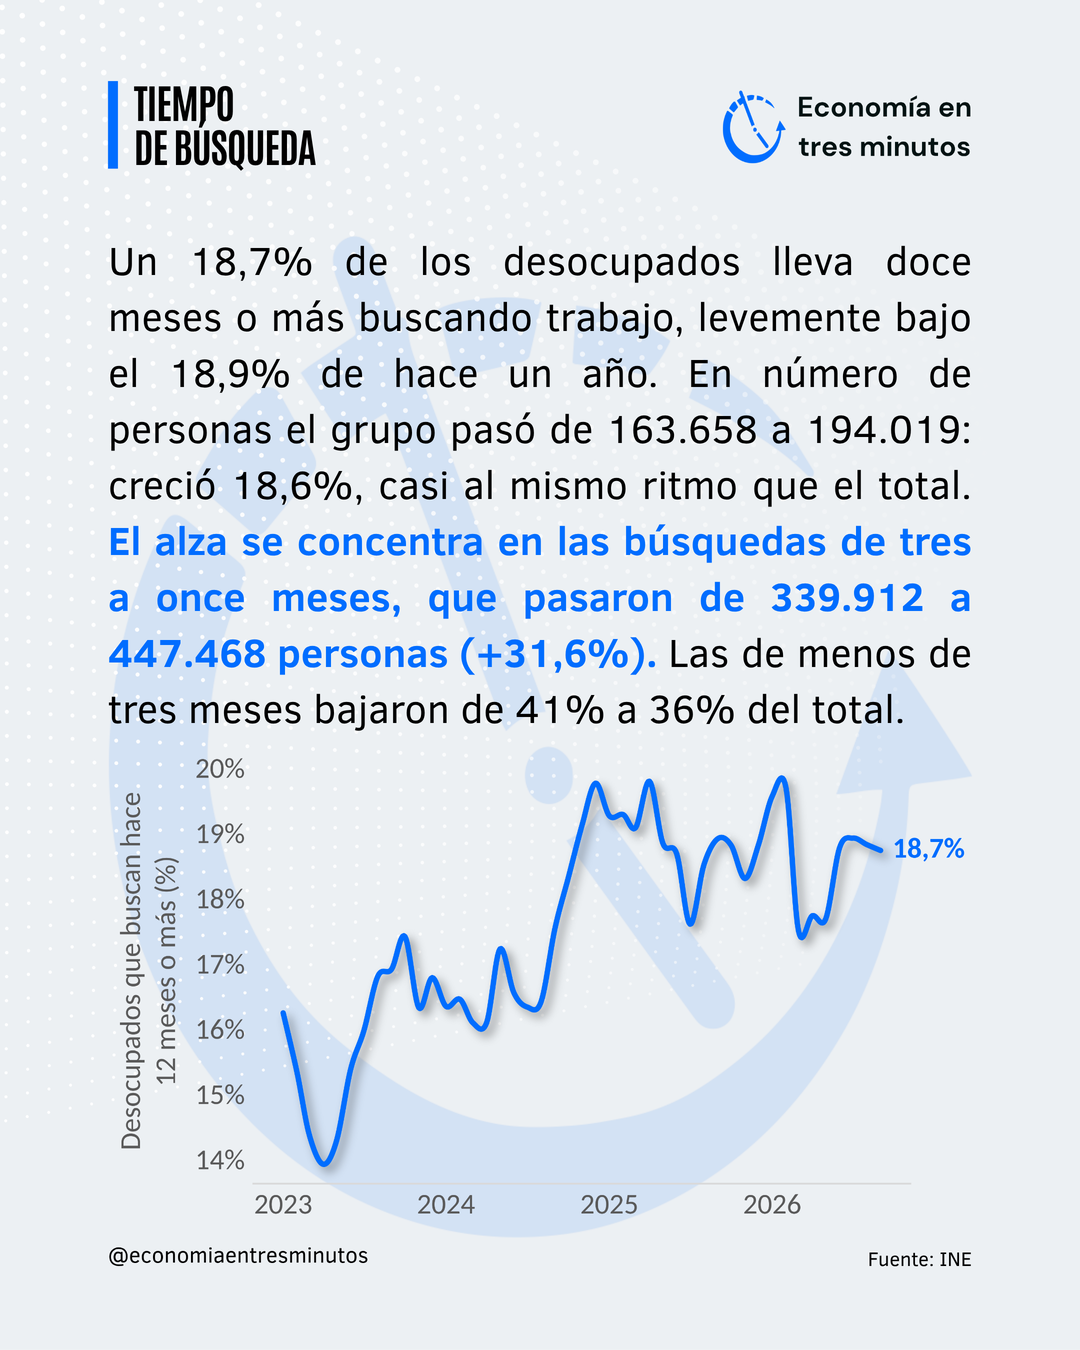 TIEMPO
DE BÚSQUEDA
Economía en
tres minutos
Un 18,7% de los desocupados lleva doce
meses o más buscando trabajo, levemente bajo
el 18,9% de hace un año. En número de
personas el grupo pasó de 163.658 a 194.019:
creció 18,6%, casi al mismo ritmo que el total.
El alza se concentra en las búsquedas de tres
a once meses, que pasaron de 339.912 a
447.468 personas (+31,6%). Las de menos de
tres meses bajaron de 41% a 36% del total.
Desocupados que buscan hace
12 meses o más (%)
20%
19%
18%
17%
16%
15%
14%
18,7%
2023
2024
2025
2026
@economiaentresminutos
Fuente: INE